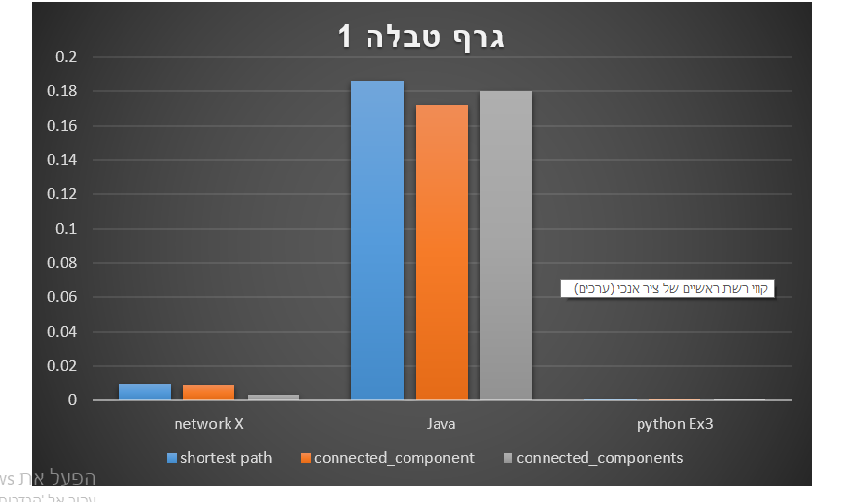 גרף טבלה 1
0.2
0.18
0.16
0.14
0.12
0.1
0.08
0.06
0.04
0.02
0
קווי רשת ראשיים של ציר אנכי (ערכים)
network X Java python Ex3
shortest path connected_component connected_components
הפעל את ws